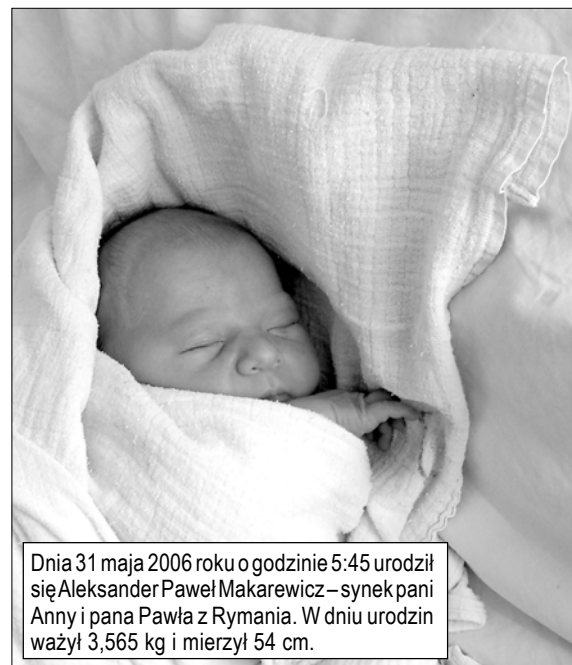 Dnia 31 maja 2006 roku o godzinie 5:45 urodził
się Aleksander Paweł Makarewicz – synek pani
Anny i pana Pawła z Rymania. W dniu urodzin
ważył 3,565 kg i mierzył 54 cm.